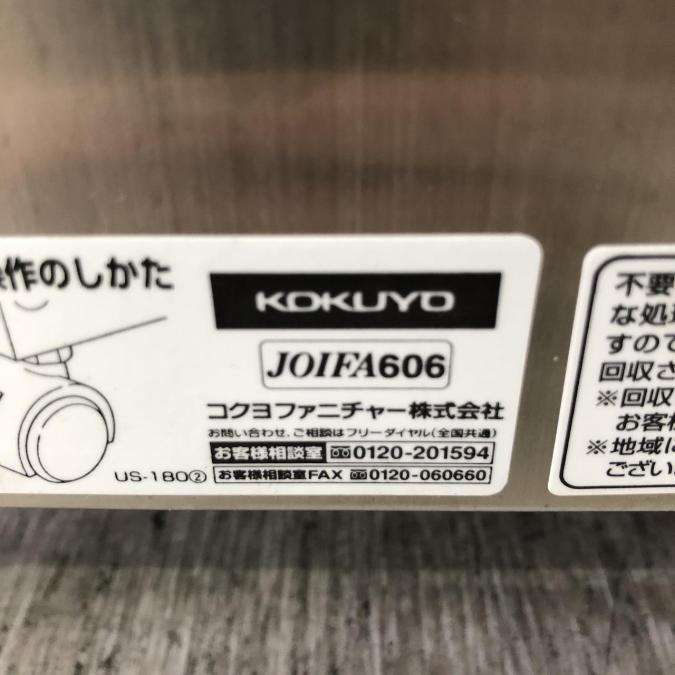 作のしかた
KOKUYO
JOIFA606
コクヨファニチャー株式会社
お問い合わせ、ご相談はフリーダイヤル(全国共通)
お客様相談室 0120-201594
お客様相談室FAX 0120-060660
US-180②
不要
な処理
すので
回収さ
※回収
お客様
※地域に
ござい